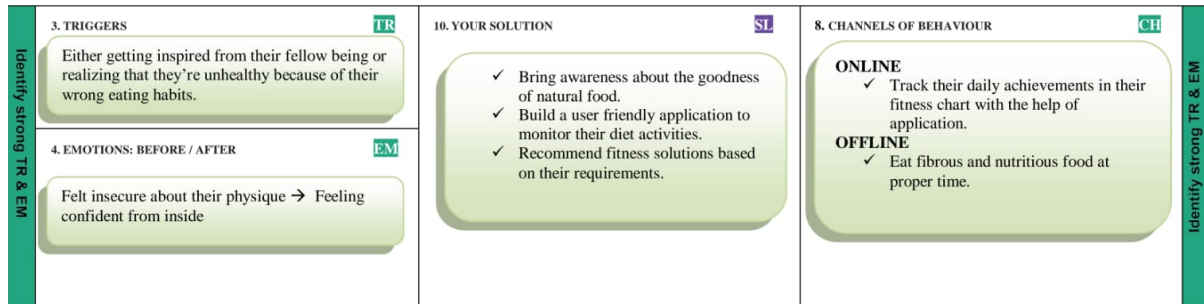 Identify strong TR & EM
3. TRIGGERS
TR
Either getting inspired from their fellow being or
realizing that they’re unhealthy because of their
wrong eating habits.
4. EMOTIONS: BEFORE / AFTER
EM
Felt insecure about their physique → Feeling
confident from inside
10. YOUR SOLUTION
SL
✓ Bring awareness about the goodness
of natural food.
✓ Build a user friendly application to
monitor their diet activities.
✓ Recommend fitness solutions based
on their requirements.
8. CHANNELS OF BEHAVIOUR
CH
ONLINE
✓ Track their daily achievements in their
fitness chart with the help of
application.
OFFLINE
✓ Eat fibrous and nutritious food at
proper time.
Identify strong TR & EM